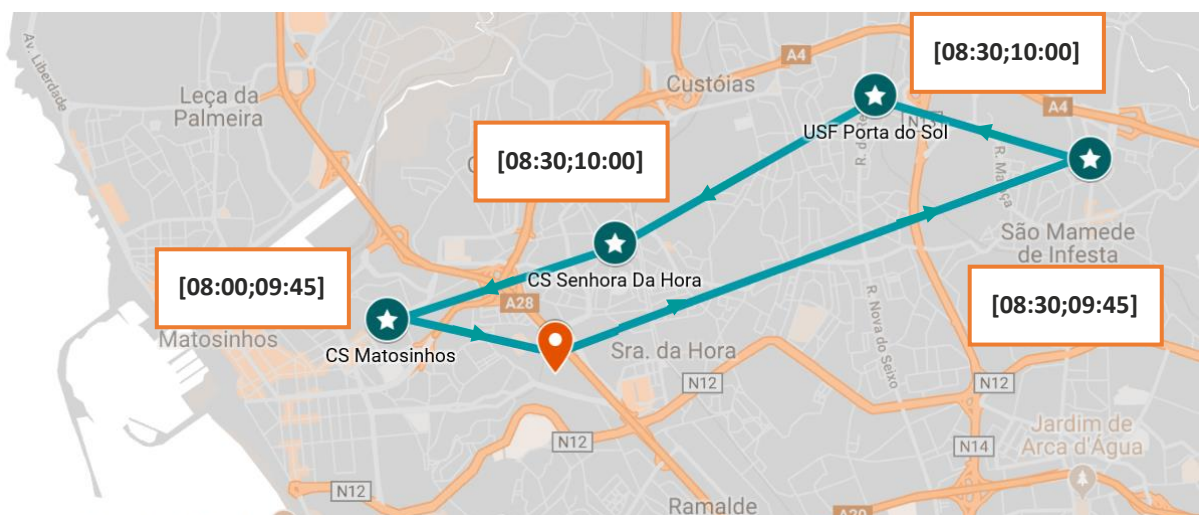 Av. Liberdade
Leça da
Palmeira
Custóias
A4
[08:30;10:00]
A4
USF Porta do Sol
[08:30;10:00]
R. Maninça
São Mamede
de Infesta
CS Senhora Da Hora
[08:00;09:45]
A28
[08:30;09:45]
R. Nova do Seixo
Matosinhos
CS Matosinhos
Sra. da Hora
N12
N12
N12
N14
Jardim de
Arca d'Água
N12
Ramalde
A20